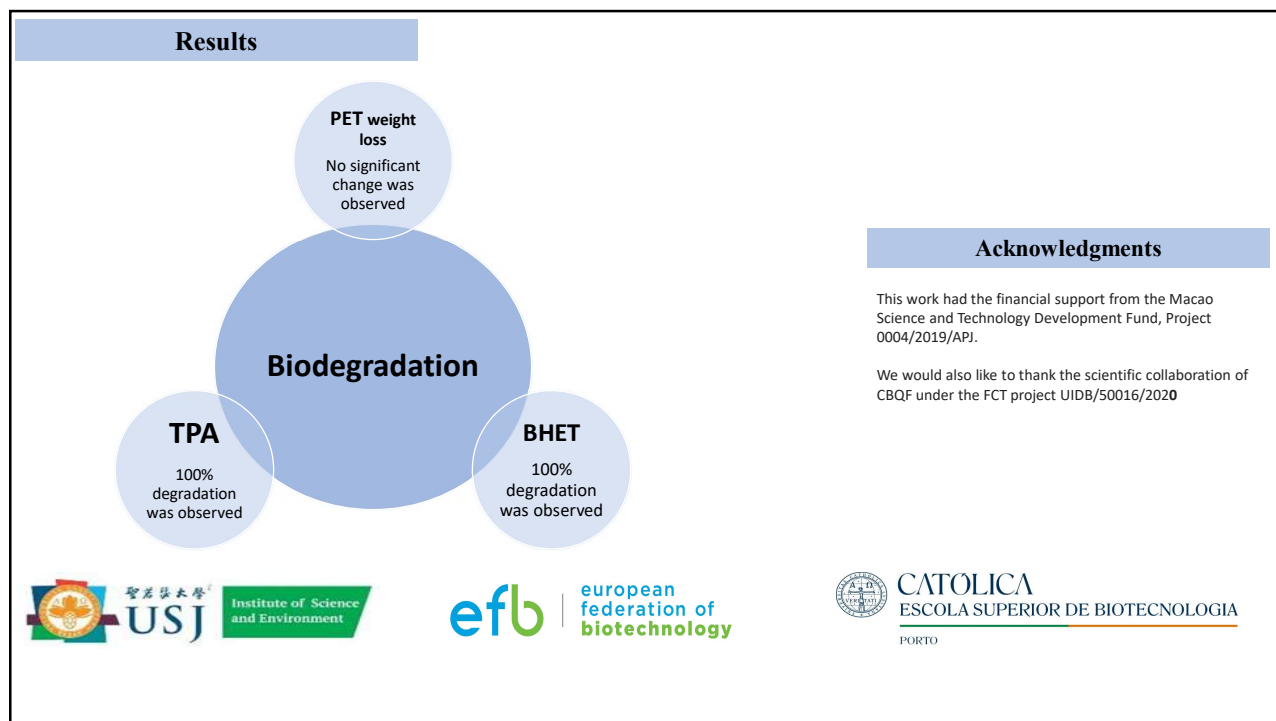 Results
PET weight
loss
No significant
change was
observed
Biodegradation
TPA
100%
degradation
was observed
BHET
100%
degradation
was observed
Acknowledgments
This work had the financial support from the Macao
Science and Technology Development Fund, Project
0004/2019/APJ.
We would also like to thank the scientific collaboration of
CBQF under the FCT project UIDB/50016/2020
聖若瑟大學
USJ
Institute of Science
and Environment
efb
european
federation of
biotechnology
CATÓLICA
ESCOLA SUPERIOR DE BIOTECNOLOGIA
PORTO